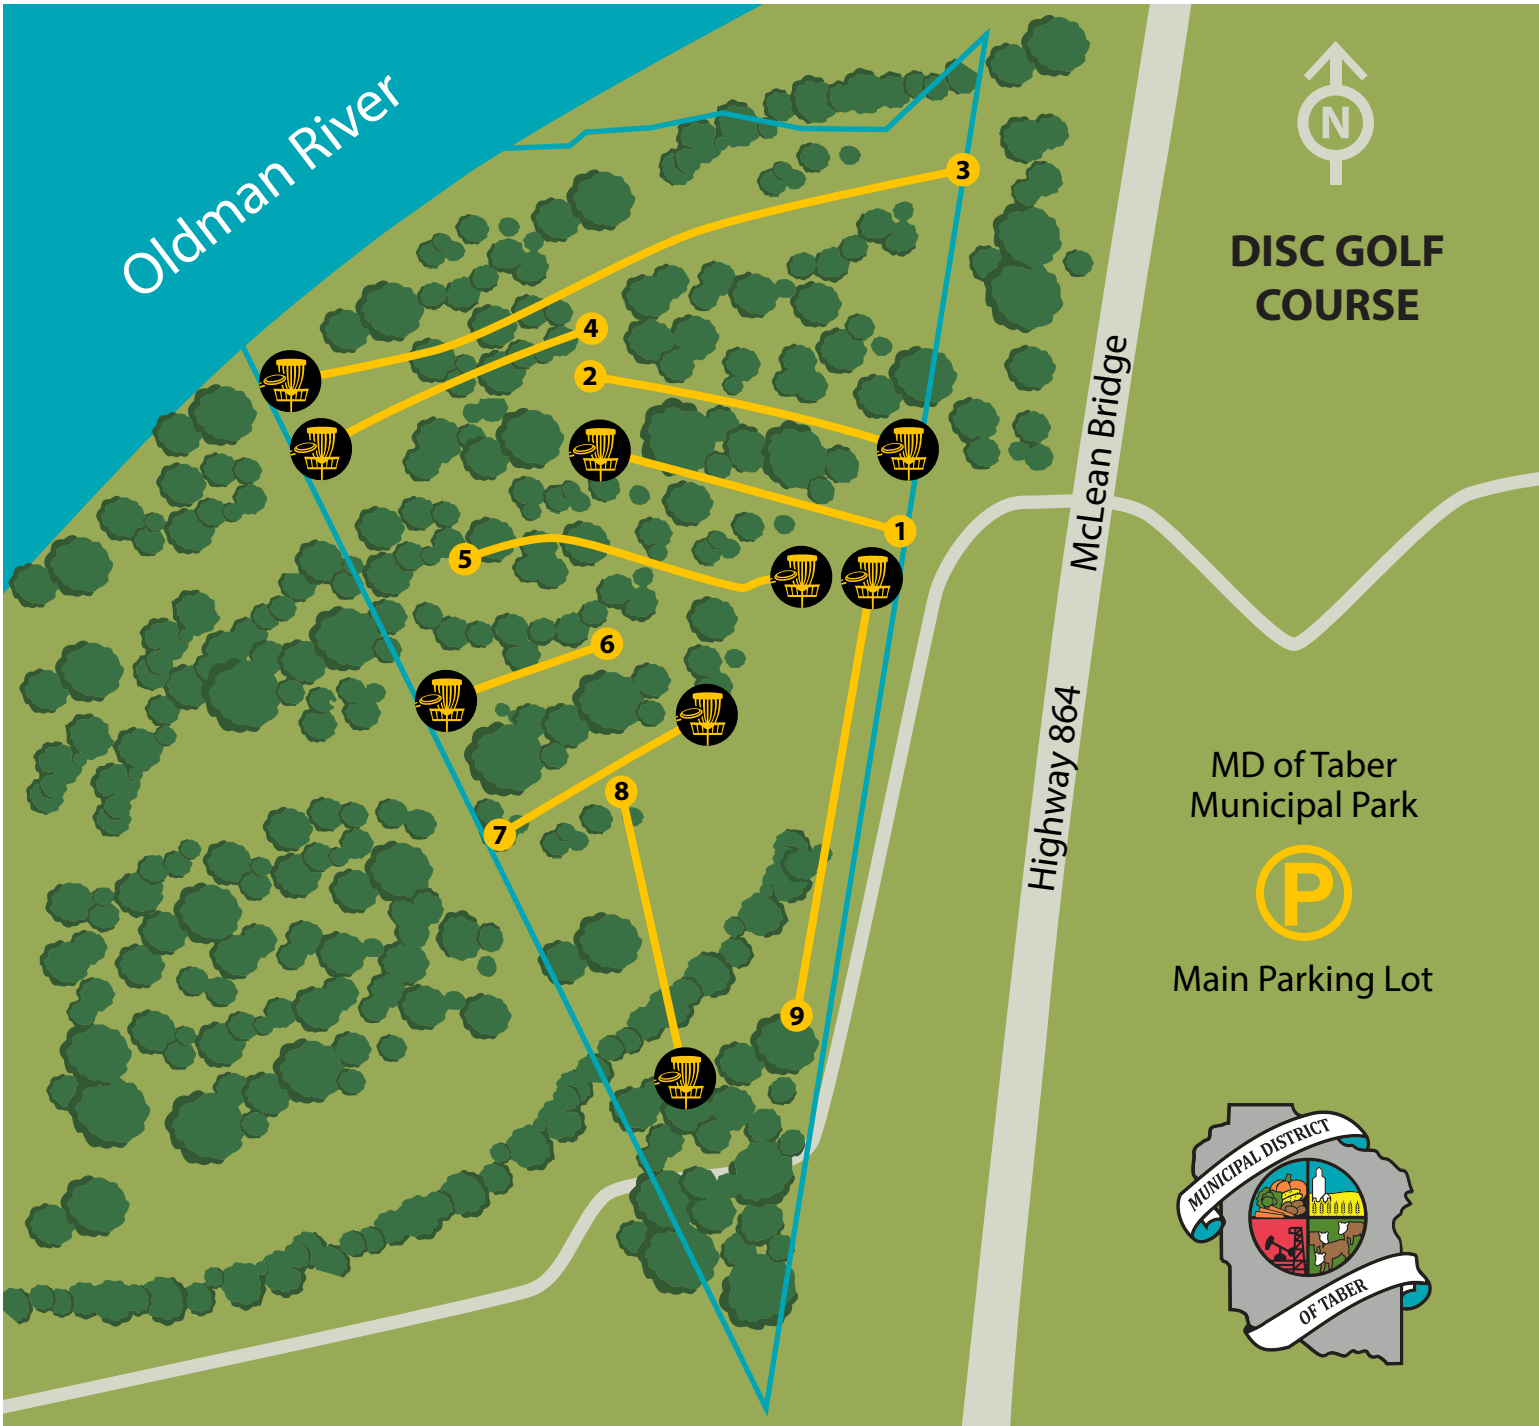 Oldman River
N
DISC GOLF
COURSE
3
4
2
1
5
6
7
8
9
McLean Bridge
Highway 864
MD of Taber
Municipal Park
P
Main Parking Lot
MUNICIPAL DISTRICT
OF TABER